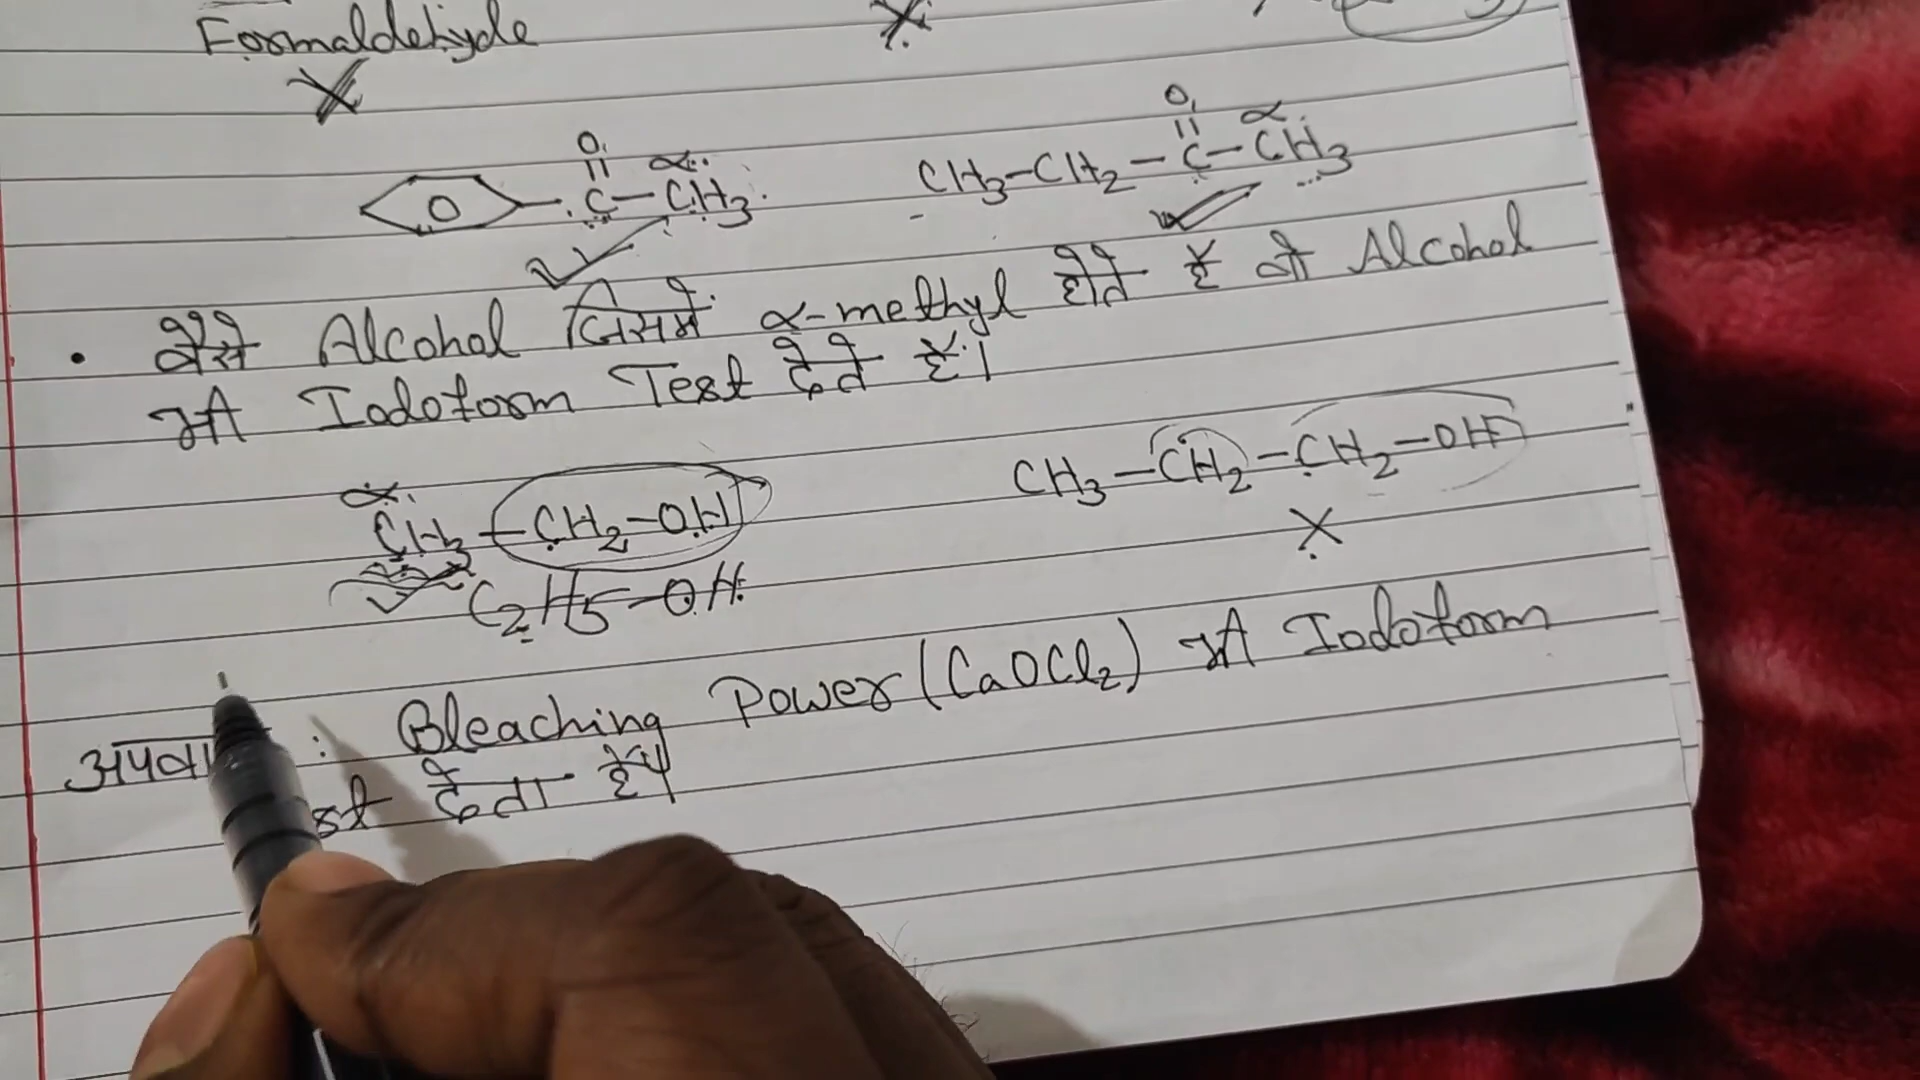 Formaldehyde
O O
|| α || α
C-CH3 CH3-CH2-C-CH3
• वैसे Alcohol जिसमें α-methyl होते हैं वो Alcohol
भी Iodoform Test देते हैं।
α
CH3-CH2-OH CH3-CH2-CH2-OH
C2H5-OH
: Bleaching Power (CaOCl2) भी Iodoform
देता है।